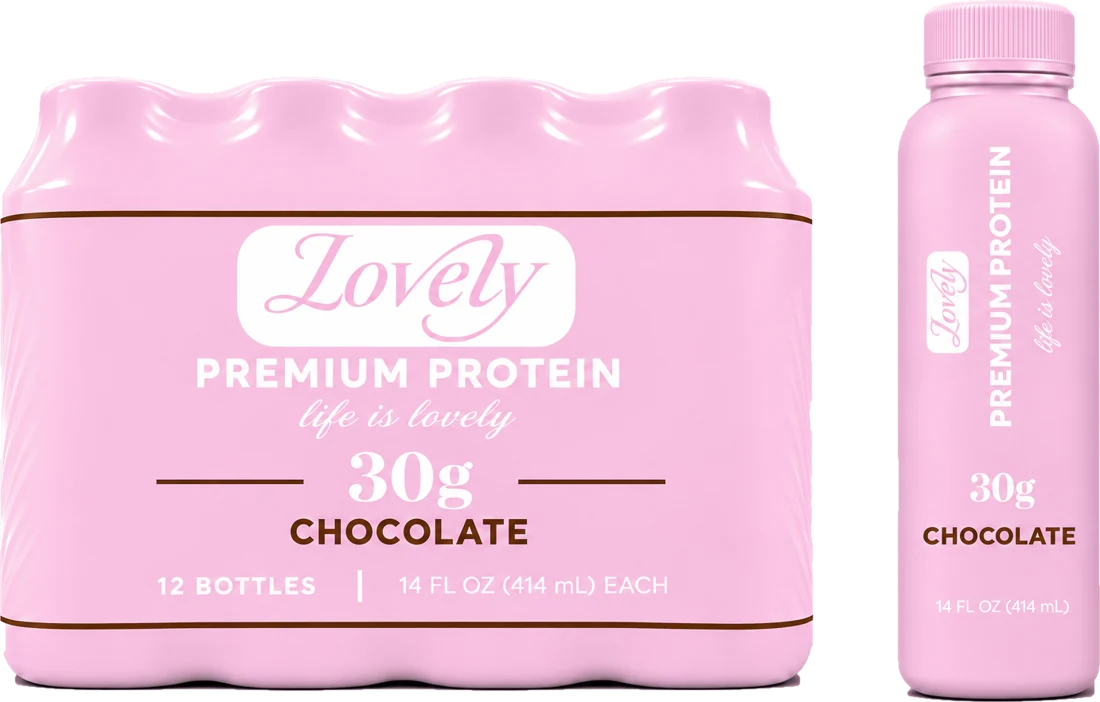 Lovely
PREMIUM PROTEIN
life is lovely
30g
CHOCOLATE
12 BOTTLES | 14 FL OZ (414 mL) EACH
Lovely
PREMIUM PROTEIN
life is lovely
30g
CHOCOLATE
14 FL OZ (414 mL)